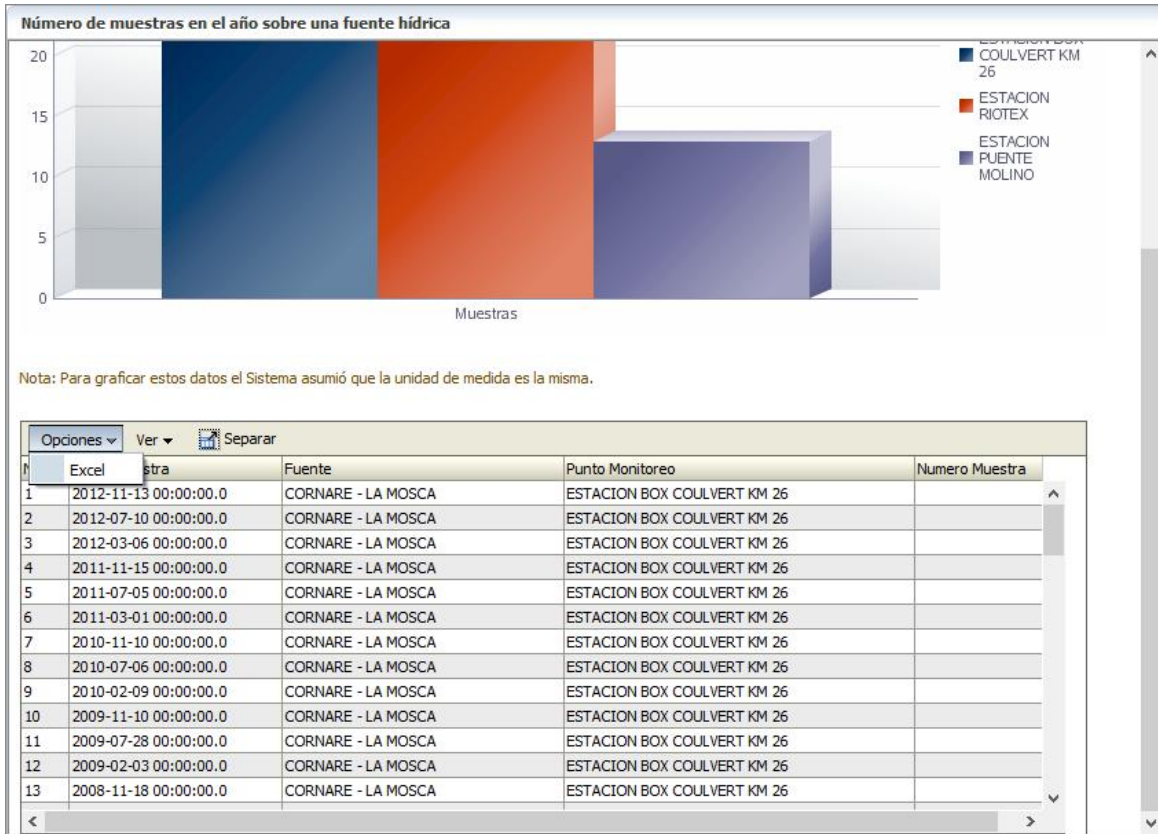 Número de muestras en el año sobre una fuente hídrica
20
15
10
5
0
Muestras
COULVERT KM
26
ESTACION
RIOTEX
ESTACION
PUENTE
MOLINO
Nota: Para graficar estos datos el Sistema asumió que la unidad de medida es la misma.
Opciones Ver Separar
Excel
stra Fuente Punto Monitoreo Numero Muestra
1 2012-11-13 00:00:00.0 CORNARE - LA MOSCA ESTACION BOX COULVERT KM 26
2 2012-07-10 00:00:00.0 CORNARE - LA MOSCA ESTACION BOX COULVERT KM 26
3 2012-03-06 00:00:00.0 CORNARE - LA MOSCA ESTACION BOX COULVERT KM 26
4 2011-11-15 00:00:00.0 CORNARE - LA MOSCA ESTACION BOX COULVERT KM 26
5 2011-07-05 00:00:00.0 CORNARE - LA MOSCA ESTACION BOX COULVERT KM 26
6 2011-03-01 00:00:00.0 CORNARE - LA MOSCA ESTACION BOX COULVERT KM 26
7 2010-11-10 00:00:00.0 CORNARE - LA MOSCA ESTACION BOX COULVERT KM 26
8 2010-07-06 00:00:00.0 CORNARE - LA MOSCA ESTACION BOX COULVERT KM 26
9 2010-02-09 00:00:00.0 CORNARE - LA MOSCA ESTACION BOX COULVERT KM 26
10 2009-11-10 00:00:00.0 CORNARE - LA MOSCA ESTACION BOX COULVERT KM 26
11 2009-07-28 00:00:00.0 CORNARE - LA MOSCA ESTACION BOX COULVERT KM 26
12 2009-02-03 00:00:00.0 CORNARE - LA MOSCA ESTACION BOX COULVERT KM 26
13 2008-11-18 00:00:00.0 CORNARE - LA MOSCA ESTACION BOX COULVERT KM 26